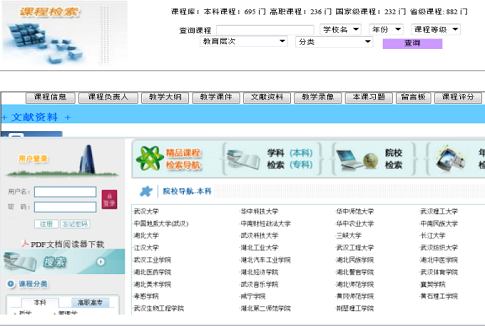 课程检索
课程库：本科课程：695 门 高职课程：236 门 国家级课程：232 门 省级课程：882 门
查询课程 学校名 年份 课程等级
教育层次 分类 查询
课程信息 课程负责人 教学大纲 教学课件 文献资料 教学录像 本课习题 留言板 课程评分
+ 文献资料 +
用户登录
精品课程 检索导航
学科 (本科)
检索 (专科)
院校
检索
年
检
用户名：
密 码：
登录
注册 忘记密码
PDF文档阅读器下载
搜索
课程分类
本科 高职高专
院校导航-本科
武汉大学 华中科技大学 华中师范大学 武汉理工大学
中国地质大学(武汉) 中南财经政法大学 华中农业大学 中南民族大学
湖北大学 武汉科技大学 三峡大学 长江大学
江汉大学 湖北工业大学 武汉工程大学 武汉纺织大学
武汉工业学院 湖北汽车工业学院 湖北民族学院 湖北中医学院
湖北医药学院 湖北经济学院 湖北警官学院 武汉体育学院
湖北美术学院 武汉音乐学院 湖北师范学院 襄樊学院
孝感学院 咸宁学院 黄冈师范学院 黄石理工学院
武汉生物工程学院 湖北第二师范学院 荆楚理工学院